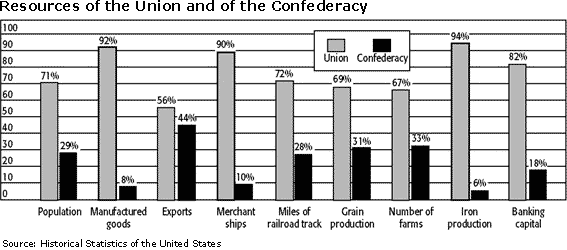 Resources of the Union and of the Confederacy
100
90
80
70
60
50
40
30
20
10
0
Union
Confederacy
71%
29%
92%
8%
56%
44%
90%
10%
72%
28%
69%
31%
67%
33%
94%
6%
82%
18%
Population
Manufactured
goods
Exports
Merchant
ships
Miles of
railroad track
Grain
production
Number of
farms
Iron
production
Banking
capital
Source: Historical Statistics of the United States